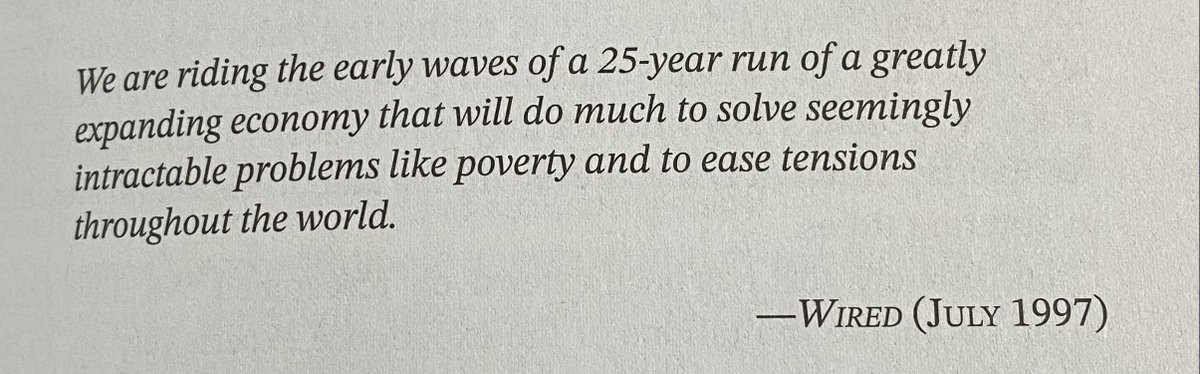 We are riding the early waves of a 25-year run of a greatly
expanding economy that will do much to solve seemingly
intractable problems like poverty and to ease tensions
throughout the world.
—WIRED (JULY 1997)